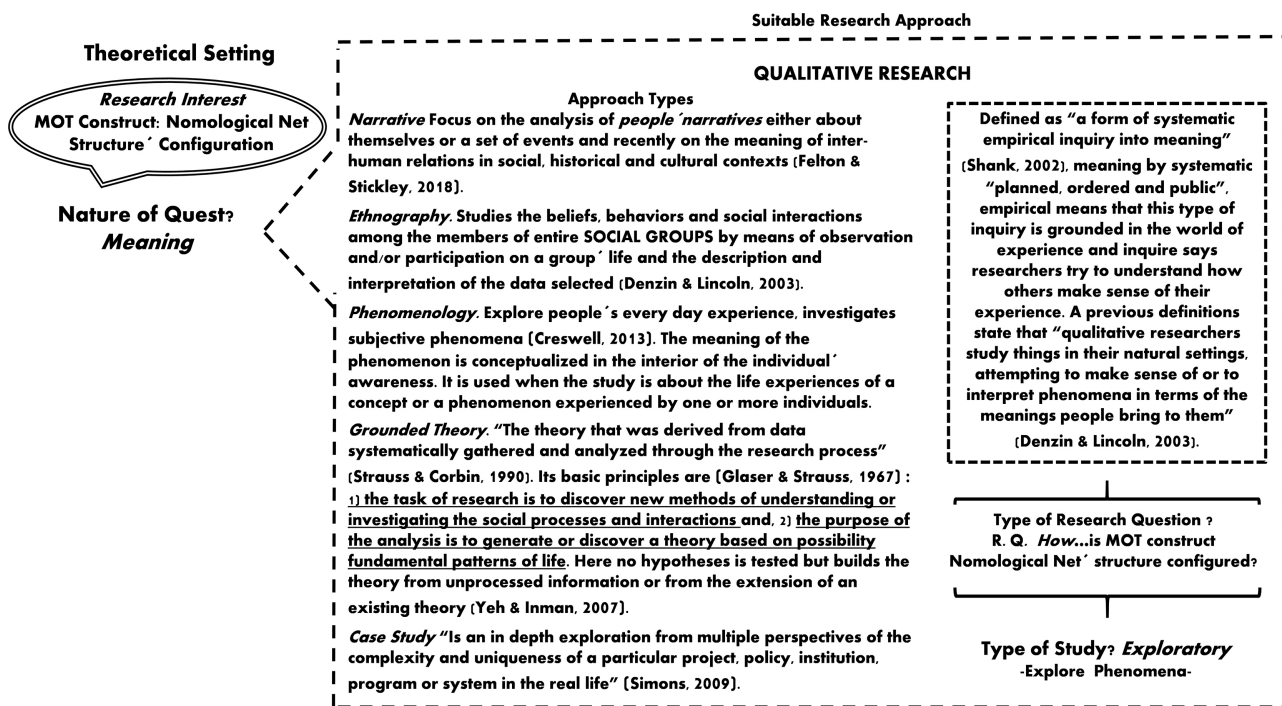 Suitable Research Approach
Theoretical Setting
Research Interest
MOT Construct: Nomological Net
Structure´ Configuration
Nature of Quest?
Meaning
QUALITATIVE RESEARCH
Approach Types
Narrative Focus on the analysis of people´narratives either about
themselves or a set of events and recently on the meaning of inter-
human relations in social, historical and cultural contexts (Felton &
Stickley, 2018).
Ethnography. Studies the beliefs, behaviors and social interactions
among the members of entire SOCIAL GROUPS by means of observation
and/or participation on a group´ life and the description and
interpretation of the data selected (Denzin & Lincoln, 2003).
Phenomenology. Explore people´s every day experience, investigates
subjective phenomena (Creswell, 2013). The meaning of the
phenomenon is conceptualized in the interior of the individual´
awareness. It is used when the study is about the life experiences of a
concept or a phenomenon experienced by one or more individuals.
Grounded Theory. “The theory that was derived from data
systematically gathered and analyzed through the research process”
(Strauss & Corbin, 1990). Its basic principles are (Glaser & Strauss, 1967) :
1) the task of research is to discover new methods of understanding or
investigating the social processes and interactions and, 2) the purpose of
the analysis is to generate or discover a theory based on possibility
fundamental patterns of life. Here no hypotheses is tested but builds the
theory from unprocessed information or from the extension of an
existing theory (Yeh & Inman, 2007).
Case Study “Is an in depth exploration from multiple perspectives of the
complexity and uniqueness of a particular project, policy, institution,
program or system in the real life” (Simons, 2009).
Defined as “a form of systematic
empirical inquiry into meaning”
(Shank, 2002), meaning by systematic
“planned, ordered and public”,
empirical means that this type of
inquiry is grounded in the world of
experience and inquire says
researchers try to understand how
others make sense of their
experience. A previous definitions
state that “qualitative researchers
study things in their natural settings,
attempting to make sense of or to
interpret phenomena in terms of the
meanings people bring to them”
(Denzin & Lincoln, 2003).
Type of Research Question ?
R. Q. How...is MOT construct
Nomological Net´ structure configured?
Type of Study? Exploratory
-Explore Phenomena-